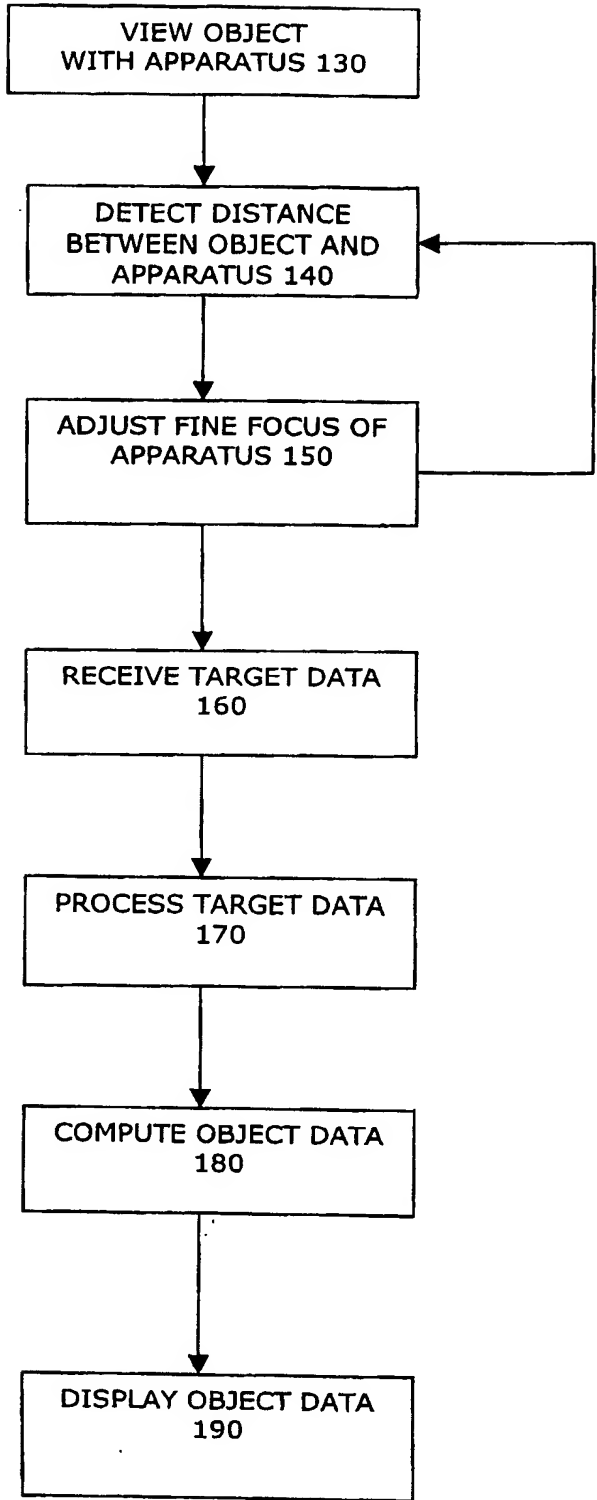 VIEW OBJECT
WITH APPARATUS 130
DETECT DISTANCE
BETWEEN OBJECT AND
APPARATUS 140
ADJUST FINE FOCUS OF
APPARATUS 150
RECEIVE TARGET DATA
160
PROCESS TARGET DATA
170
COMPUTE OBJECT DATA
180
DISPLAY OBJECT DATA
190